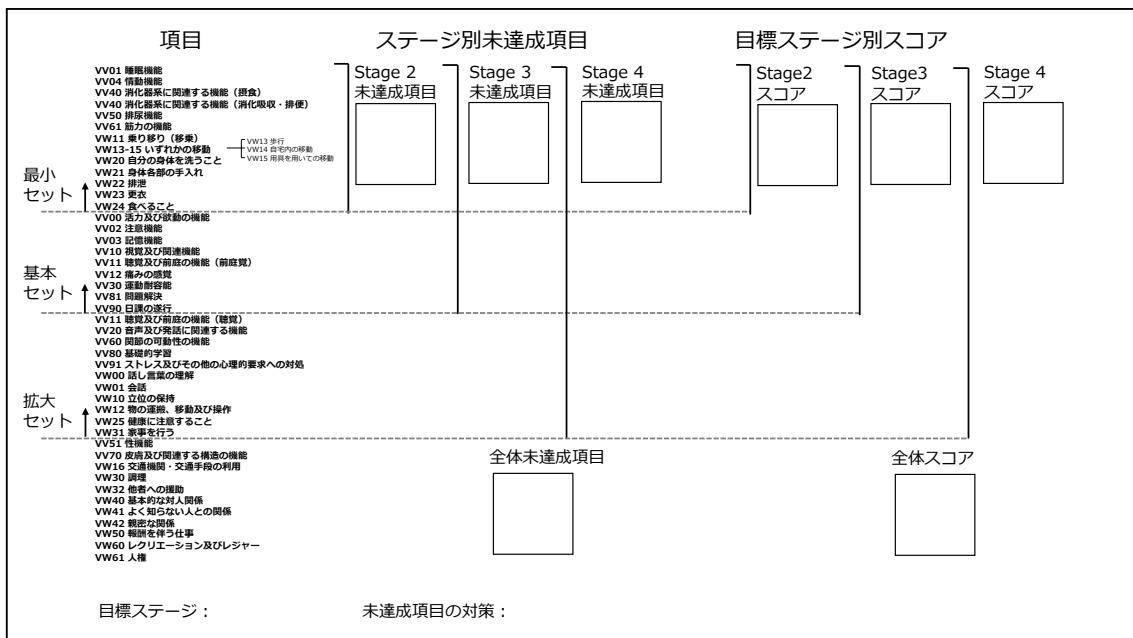 項目
ステージ別未達成項目
目標ステージ別スコア
VV01 睡眠機能
VV04 情動機能
VV40 消化器系に関連する機能（摂食）
VV40 消化器系に関連する機能（消化吸収・排便）
VV50 排尿機能
VV61 筋力の機能
VW11 乗り移り（移乗）
VW13-15 いずれかの移動
VW13 歩行
VW14 自宅内の移動
VW15 用具を用いての移動
VW20 自分の身体を洗うこと
VW21 身体各部の手入れ
VW22 排泄
VW23 更衣
VW24 食べること
最小
セット
VV00 活力及び欲動の機能
VV02 注意機能
VV03 記憶機能
VV10 視覚及び関連機能
VV11 聴覚及び前庭の機能（前庭覚）
VV12 痛みの感覚
VV30 運動耐容能
VV81 問題解決
VV90 日課の遂行
基本
セット
VV11 聴覚及び前庭の機能（聴覚）
VV20 音声及び発話に関連する機能
VV60 関節の可動性の機能
VV80 基礎的学習
VV91 ストレス及びその他の心理的要求への対処
VW00 話し言葉の理解
VW01 会話
VW10 立位の保持
VW12 物の運搬、移動及び操作
VW25 健康に注意すること
VW31 家事を行う
拡大
セット
VV51 性機能
VV70 皮膚及び関連する構造の機能
VW16 交通機関・交通手段の利用
VW30 調理
VW32 他者への援助
VW40 基本的な対人関係
VW41 よく知らない人との関係
VW42 親密な関係
VW50 報酬を伴う仕事
VW60 レクリエーション及びレジャー
VW61 人権
Stage 2
未達成項目
Stage 3
未達成項目
Stage 4
未達成項目
Stage2
スコア
Stage3
スコア
Stage 4
スコア
全体未達成項目
全体スコア
目標ステージ：
未達成項目の対策：